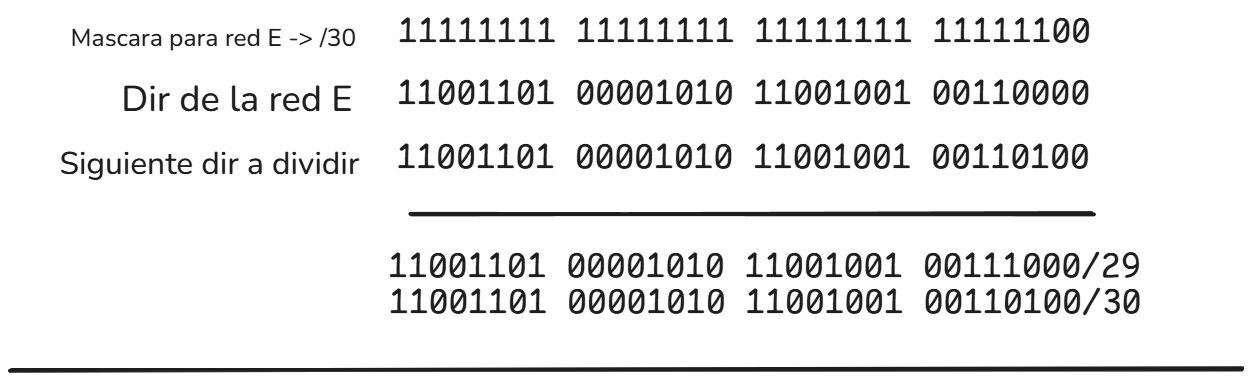 Mascara para red E -> /30 11111111 11111111 11111111 11111100
Dir de la red E 11001101 00001010 11001001 00110000
Siguiente dir a dividir 11001101 00001010 11001001 00110100
11001101 00001010 11001001 00111000/29
11001101 00001010 11001001 00110100/30